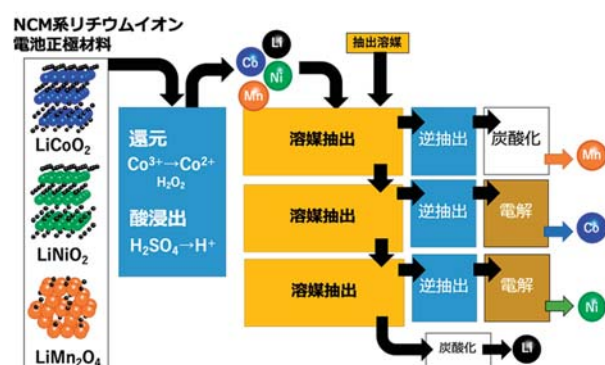 NCM系リチウムイオン
電池正極材料
LiCoO₂
LiNiO₂
LiMn₂O₄
還元
Co³⁺→Co²⁺
H₂O₂
酸浸出
H₂SO₄→H⁺
Co
Li
Ni
Mn
抽出溶媒
溶媒抽出
逆抽出
炭酸化
Mn
溶媒抽出
逆抽出
電解
Co
溶媒抽出
逆抽出
電解
Ni
炭酸化
Li